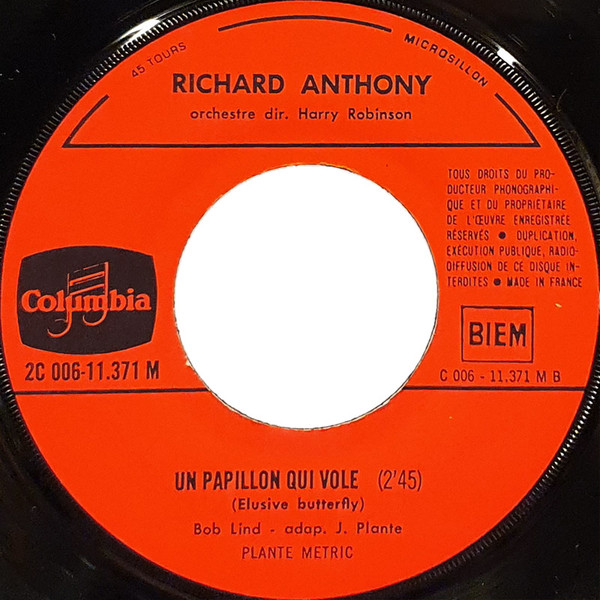 45 TOURS
MICROSILLON
RICHARD ANTHONY
orchestre dir. Harry Robinson
TOUS DROITS DU PRO-
DUCTEUR PHONOGRAPHI-
QUE ET DU PROPRIÉTAIRE
DE L'ŒUVRE ENREGISTRÉE
RÉSERVÉS ● DUPLICATION,
EXÉCUTION PUBLIQUE, RADIO-
DIFFUSION DE CE DISQUE IN-
TERDITES ● MADE IN FRANCE
Columbia
2C 006-11.371 M
BIEM
C 006 - 11.371 M B
UN PAPILLON QUI VOLE (2'45)
(Elusive butterfly)
Bob Lind - adap. J. Plante
PLANTE METRIC